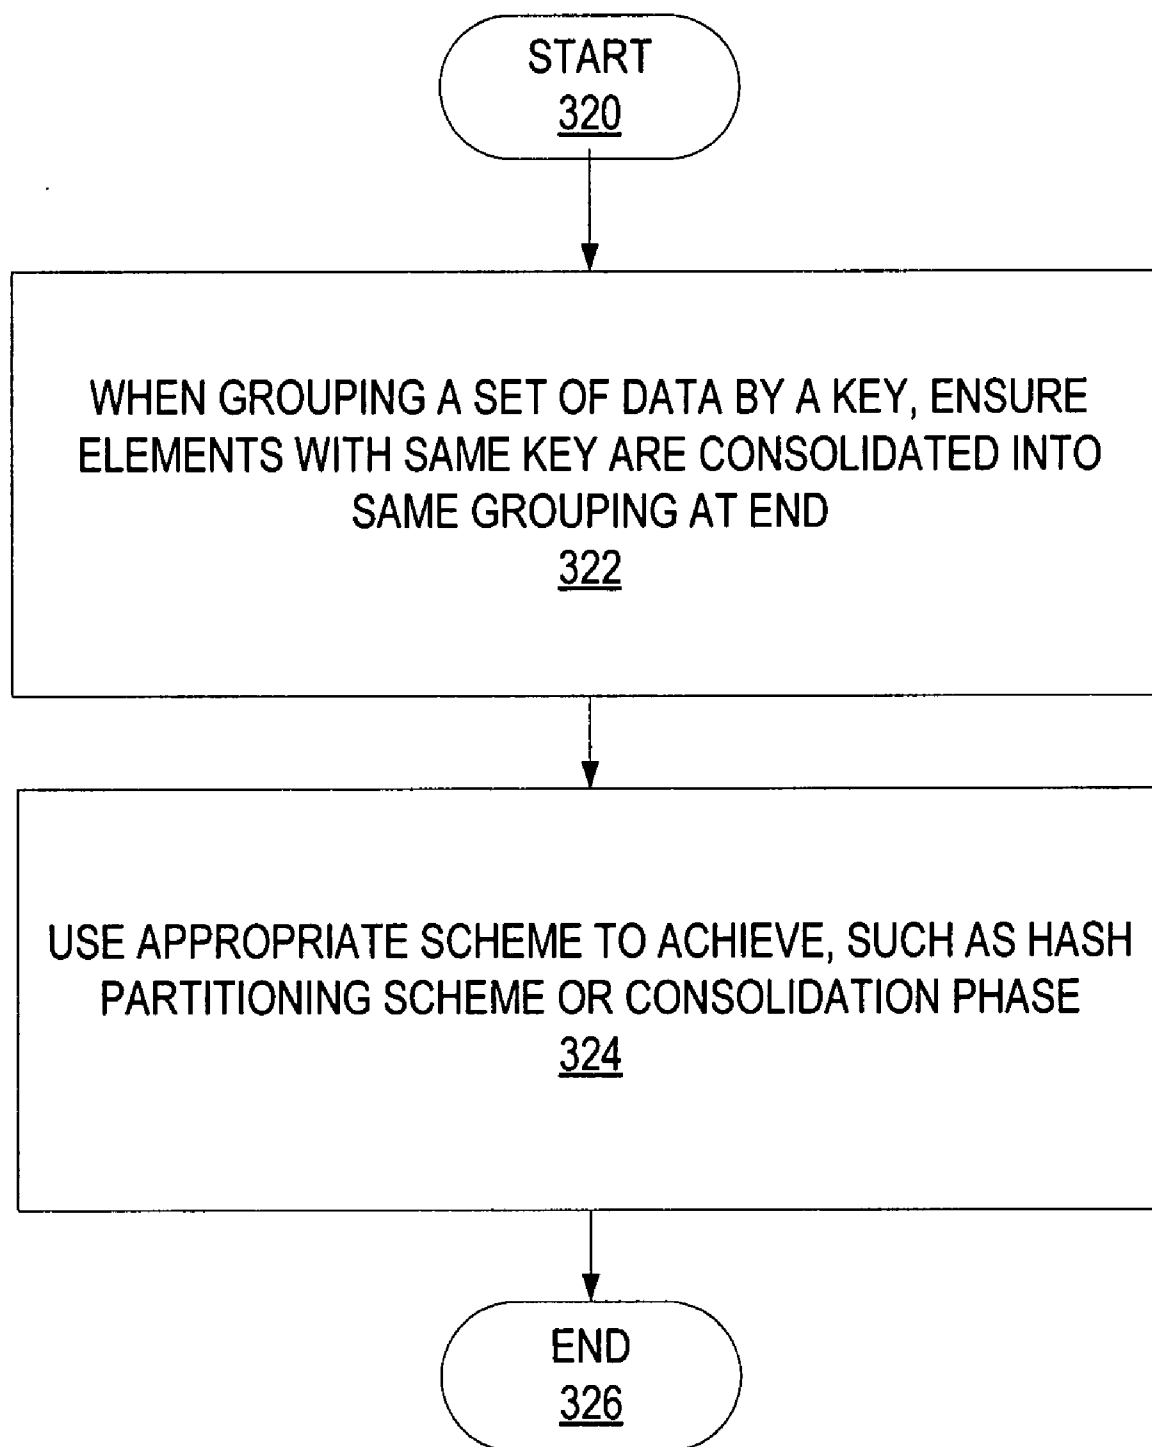 START
320
WHEN GROUPING A SET OF DATA BY A KEY, ENSURE
ELEMENTS WITH SAME KEY ARE CONSOLIDATED INTO
SAME GROUPING AT END
322
USE APPROPRIATE SCHEME TO ACHIEVE, SUCH AS HASH
PARTITIONING SCHEME OR CONSOLIDATION PHASE
324
END
326